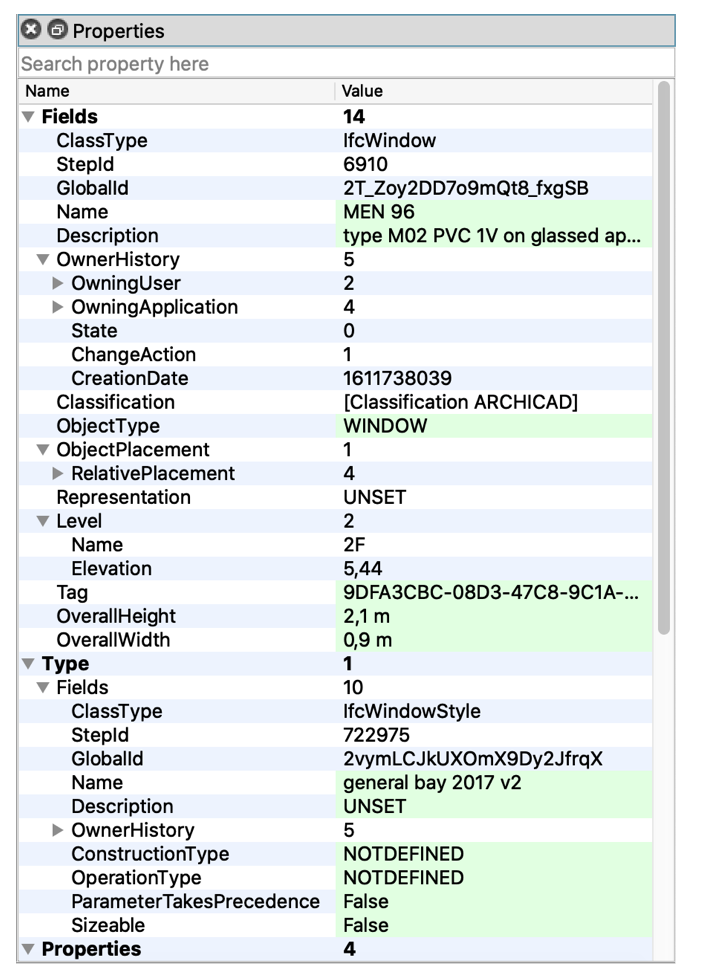 Properties
Search property here
Name Value
Fields 14
ClassType IfcWindow
StepId 6910
GlobalId 2T_Zoy2DD7o9mQt8_fxgSB
Name MEN 96
Description type M02 PVC 1V on glassed ap...
OwnerHistory 5
OwningUser 2
OwningApplication 4
State 0
ChangeAction 1
CreationDate 1611738039
Classification [Classification ARCHICAD]
ObjectType WINDOW
ObjectPlacement 1
RelativePlacement 4
Representation UNSET
Level 2
Name 2F
Elevation 5,44
Tag 9DFA3CBC-08D3-47C8-9C1A-...
OverallHeight 2,1 m
OverallWidth 0,9 m
Type 1
Fields 10
ClassType IfcWindowStyle
StepId 722975
GlobalId 2vymLCJkUXOmX9Dy2JfrqX
Name general bay 2017 v2
Description UNSET
OwnerHistory 5
ConstructionType NOTDEFINED
OperationType NOTDEFINED
ParameterTakesPrecedence False
Sizeable False
Properties 4